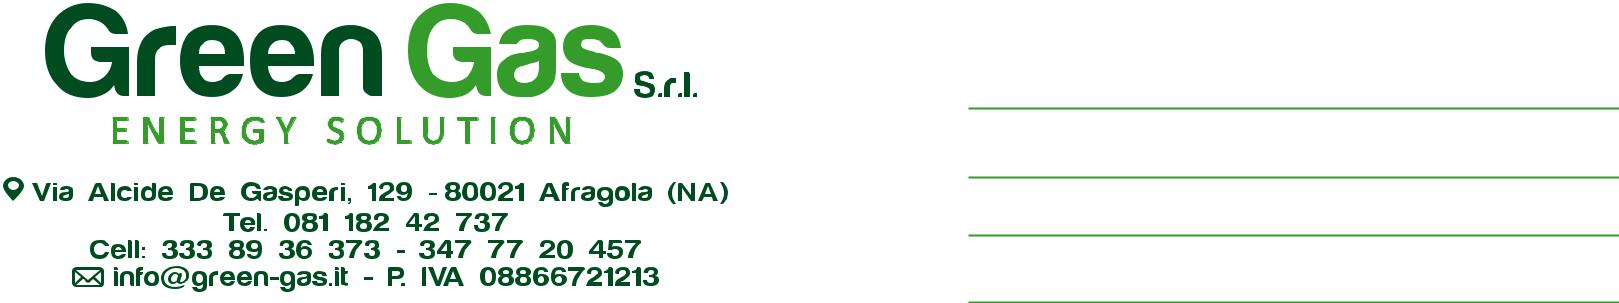 Green Gas S.r.l.
ENERGY SOLUTION
Via Alcide De Gasperi, 129 - 80021 Afragola (NA)
Tel. 081 182 42 737
Cell: 333 89 36 373 - 347 77 20 457
info@green-gas.it - P. IVA 08866721213